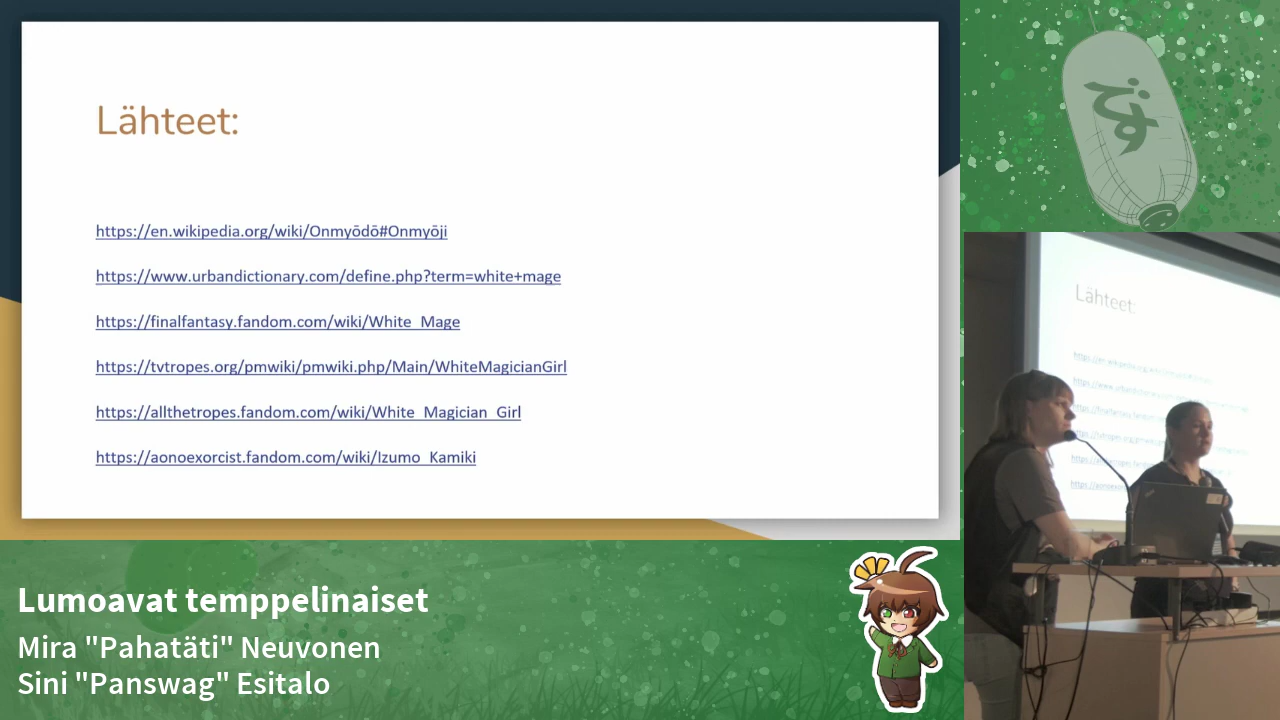 Lähteet:
https://en.wikipedia.org/wiki/Onmyōdō#Onmyōji
https://www.urbandictionary.com/define.php?term=white+mage
https://finalfantasy.fandom.com/wiki/White_Mage
https://tvtropes.org/pmwiki/pmwiki.php/Main/WhiteMagicianGirl
https://allthetropes.fandom.com/wiki/White_Magician_Girl
https://aonoexorcist.fandom.com/wiki/Izumo_Kamiki
Lähteet:
Lumoavat temppelinaiset
Mira "Pahatäti" Neuvonen
Sini "Panswag" Esitalo